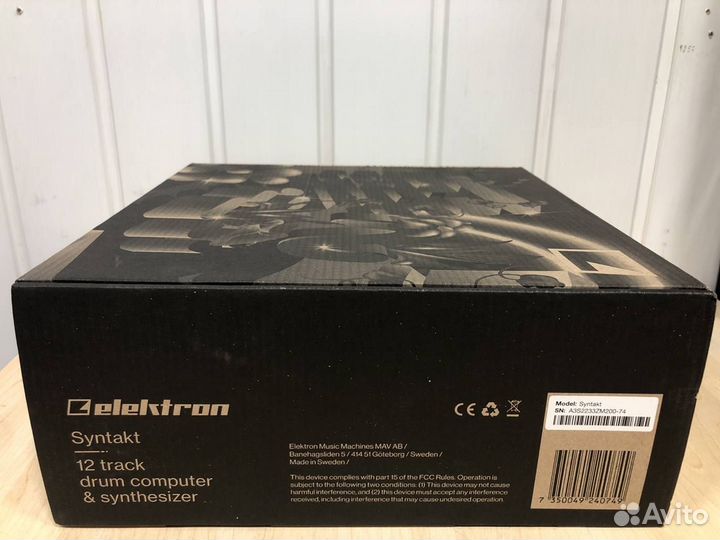 elektron
Syntakt
12 track
drum computer
& synthesizer
Elektron Music Machines MAV AB /
Banehagsliden 5 / 414 51 Göteborg / Sweden /
Made in Sweden /
This device complies with part 15 of the FCC Rules. Operation is
subject to the following two conditions: (1) This device may not cause
harmful interference, and (2) this device must accept any interference
received, including interference that may cause undesired operation.
CE
Model: Syntakt
SN: A3S2233ZM200-74
7 350049 240749
Avito